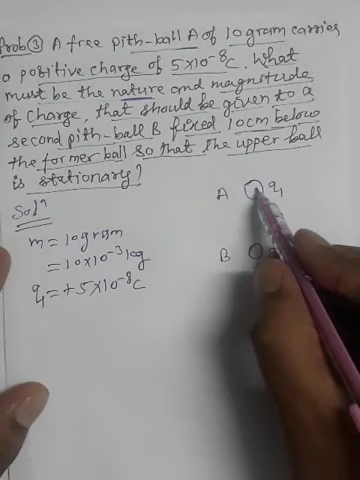 Prob③ A free pith-ball A of 10 gram carries
a positive charge of 5×10⁻⁸C. What
must be the nature and magnitude
of charge, that should be given to a
second pith-ball B fixed 10cm below
the former ball so that the upper ball
is stationary?
Solⁿ
A q₁
m = 10 gram
= 10×10⁻³ kg
B
q₁ = +5×10⁻⁸C